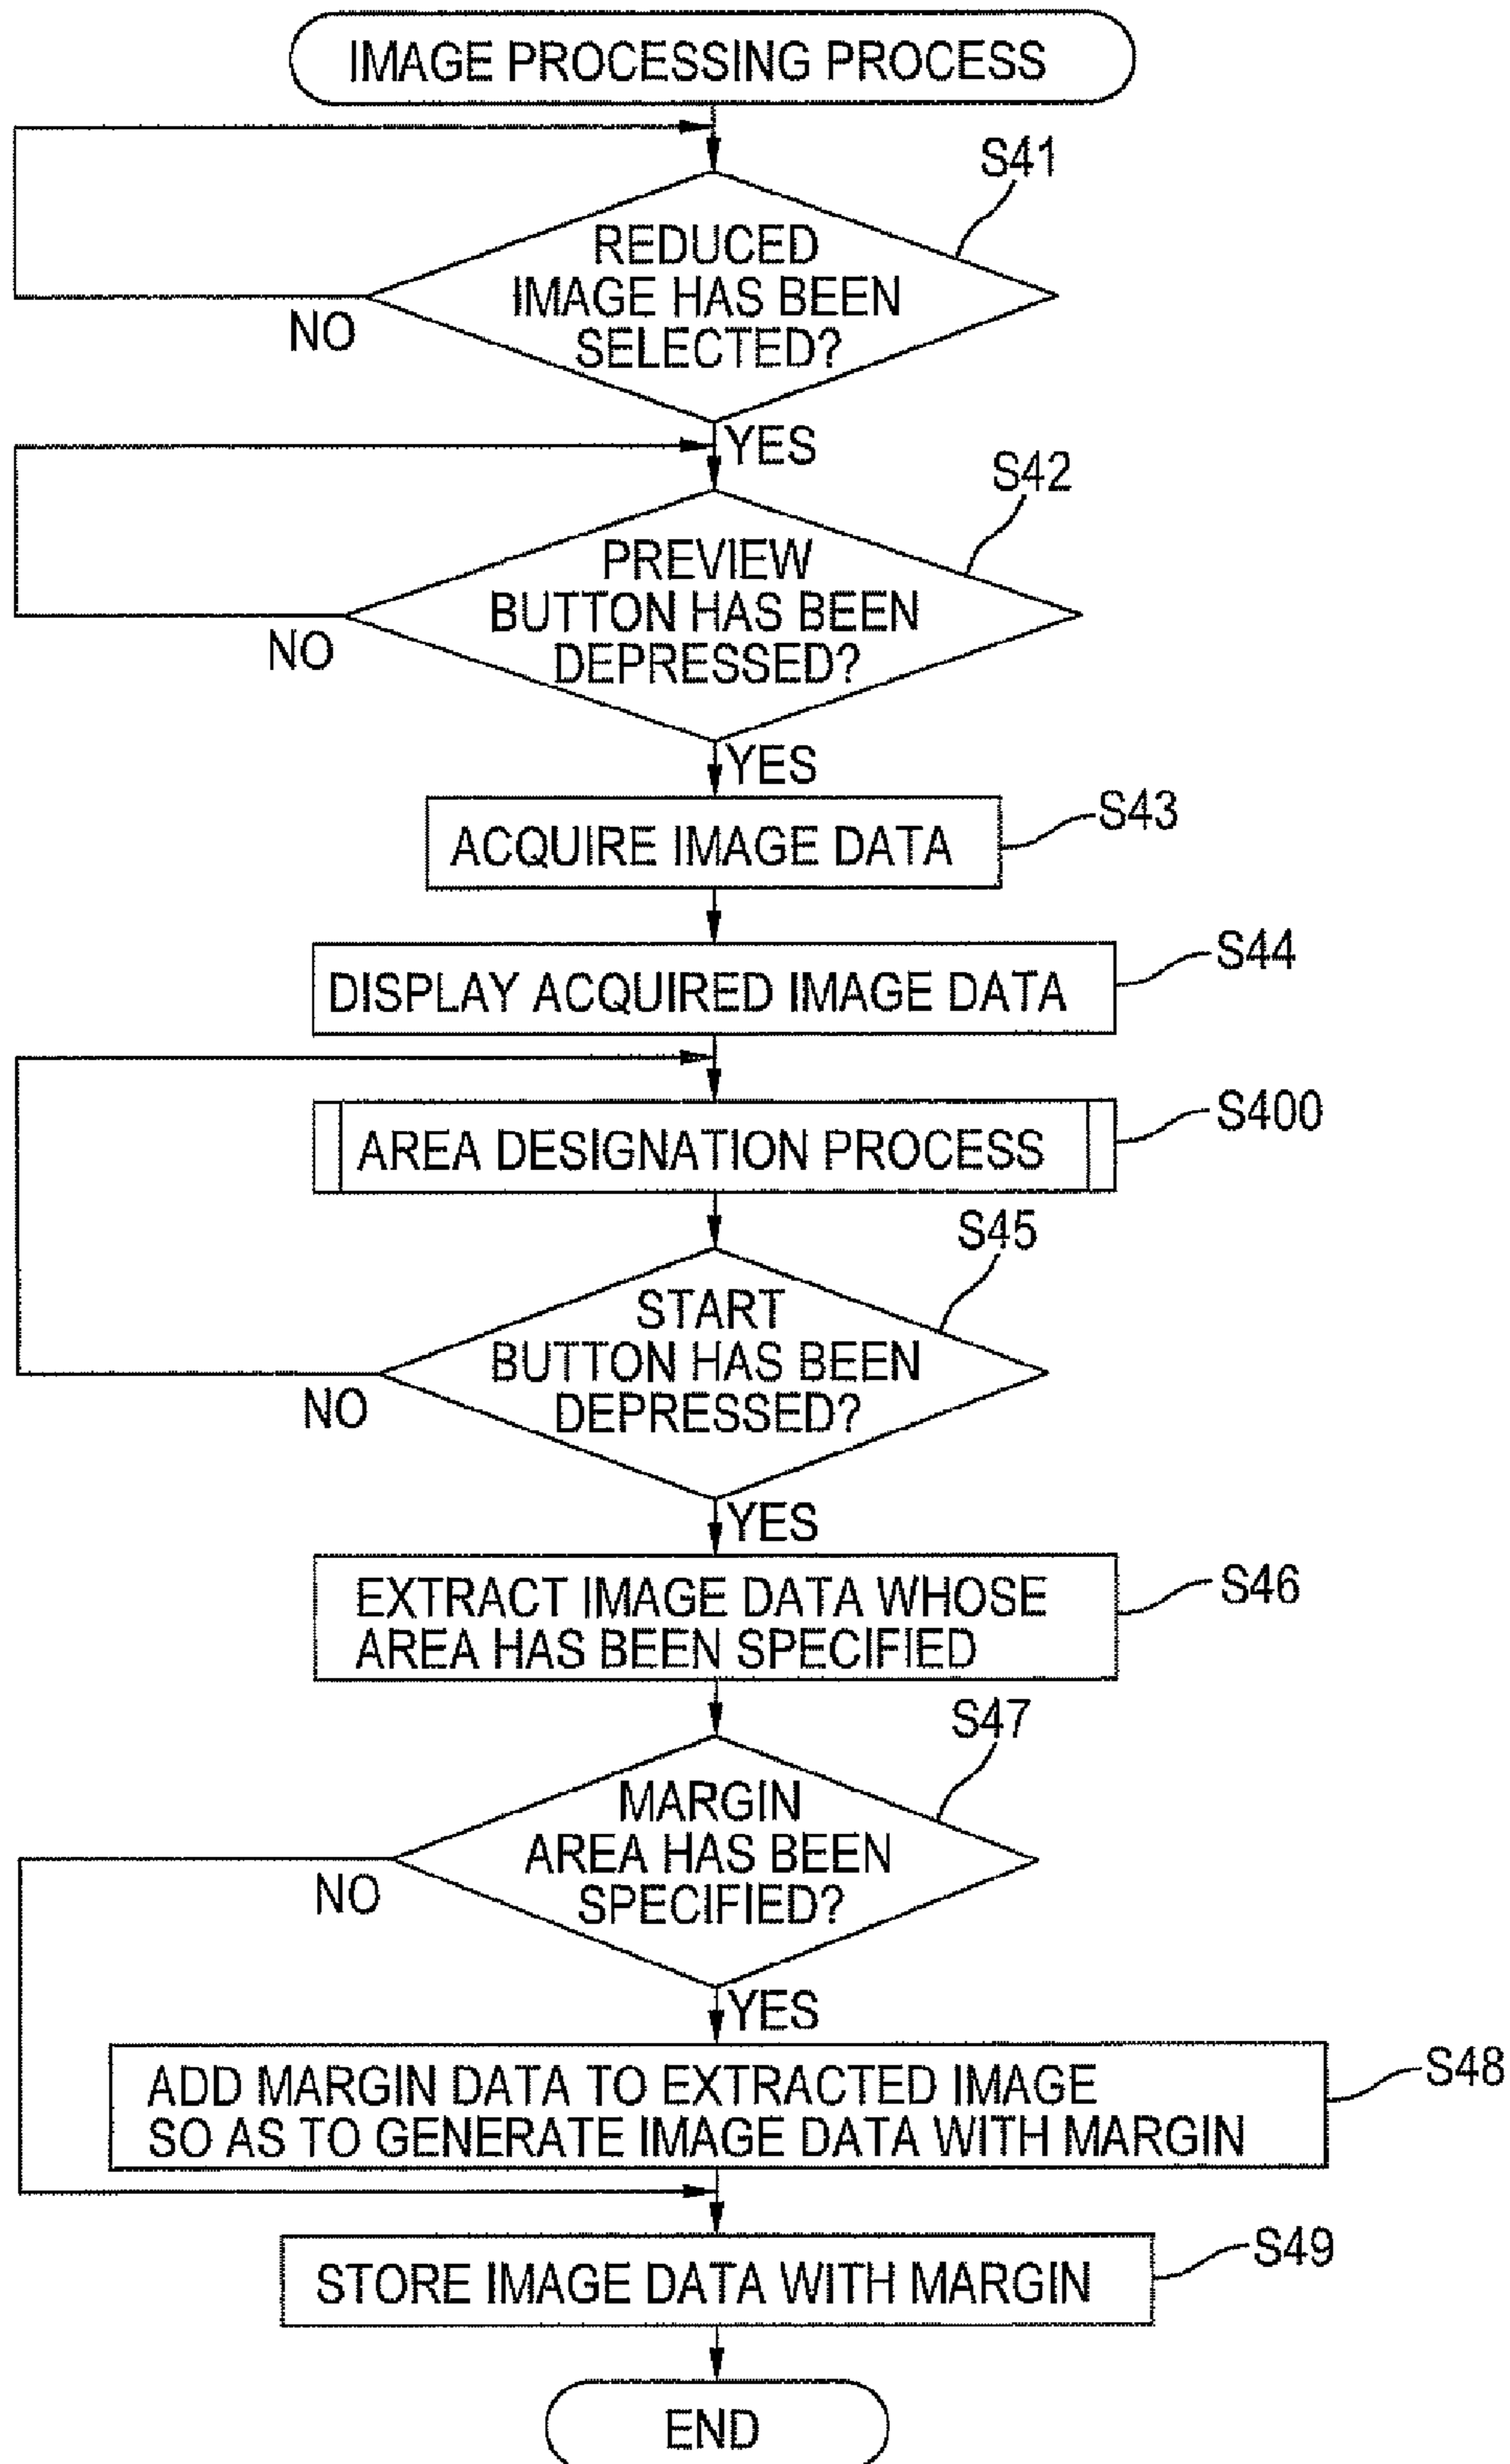 IMAGE PROCESSING PROCESS
S41
REDUCED
IMAGE HAS BEEN
SELECTED?
NO
YES
S42
PREVIEW
BUTTON HAS BEEN
DEPRESSED?
NO
YES
S43
ACQUIRE IMAGE DATA
S44
DISPLAY ACQUIRED IMAGE DATA
S400
AREA DESIGNATION PROCESS
S45
START
BUTTON HAS BEEN
DEPRESSED?
NO
YES
S46
EXTRACT IMAGE DATA WHOSE
AREA HAS BEEN SPECIFIED
S47
MARGIN
AREA HAS BEEN
SPECIFIED?
NO
YES
S48
ADD MARGIN DATA TO EXTRACTED IMAGE
SO AS TO GENERATE IMAGE DATA WITH MARGIN
S49
STORE IMAGE DATA WITH MARGIN
END